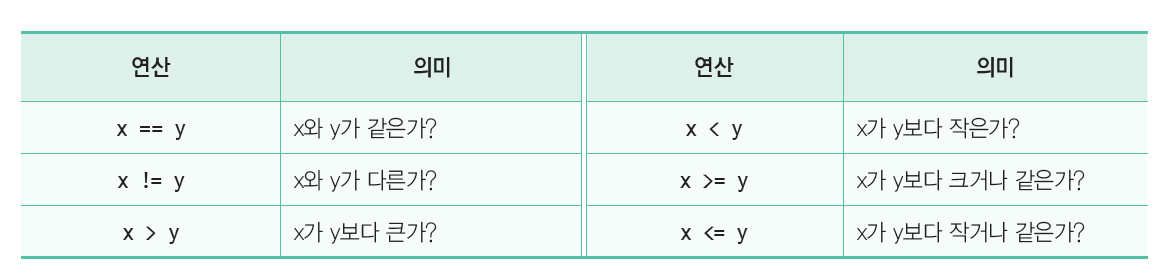 연산 의미 연산 의미
x == y x와 y가 같은가? x < y x가 y보다 작은가?
x != y x와 y가 다른가? x >= y x가 y보다 크거나 같은가?
x > y x가 y보다 큰가? x <= y x가 y보다 작거나 같은가?